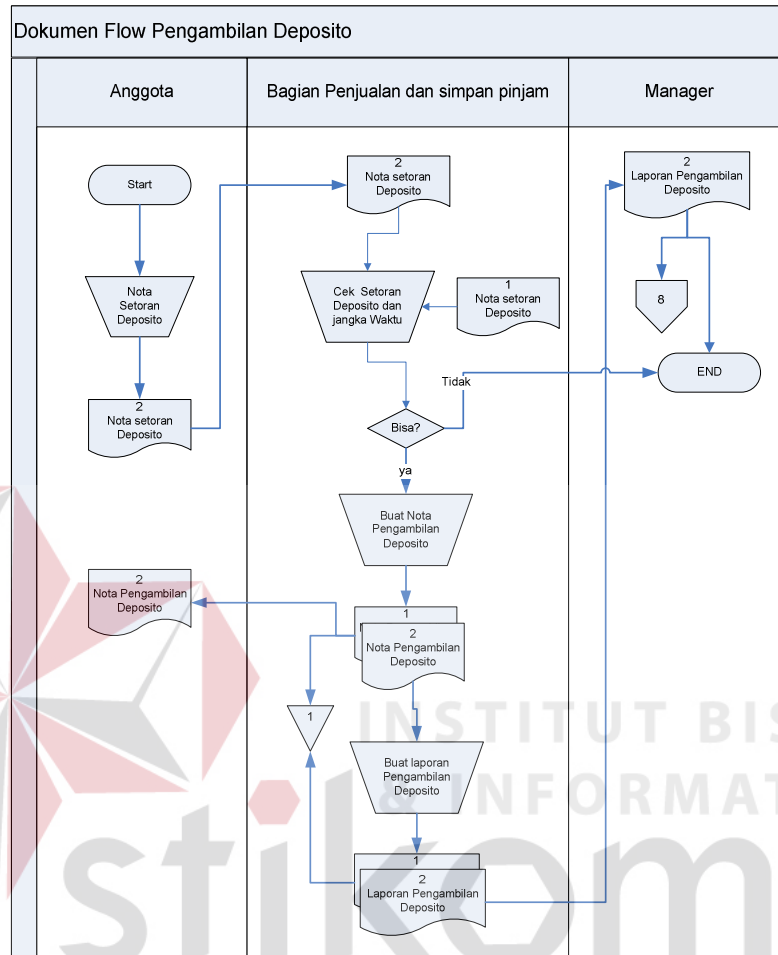 Dokumen Flow Pengambilan Deposito
Anggota
Bagian Penjualan dan simpan pinjam
Manager
Start
Nota
Setoran
Deposito
2
Nota setoran
Deposito
2
Nota setoran
Deposito
Cek Setoran
Deposito dan
jangka Waktu
1
Nota setoran
Deposito
Bisa?
Tidak
ya
Buat Nota
Pengambilan
Deposito
1
2
Nota Pengambilan
Deposito
2
Nota Pengambilan
Deposito
1
Buat laporan
Pengambilan
Deposito
1
2
Laporan Pengambilan
Deposito
2
Laporan Pengambilan
Deposito
8
END
INSTITUT BIS
& INFORMAT
stikom